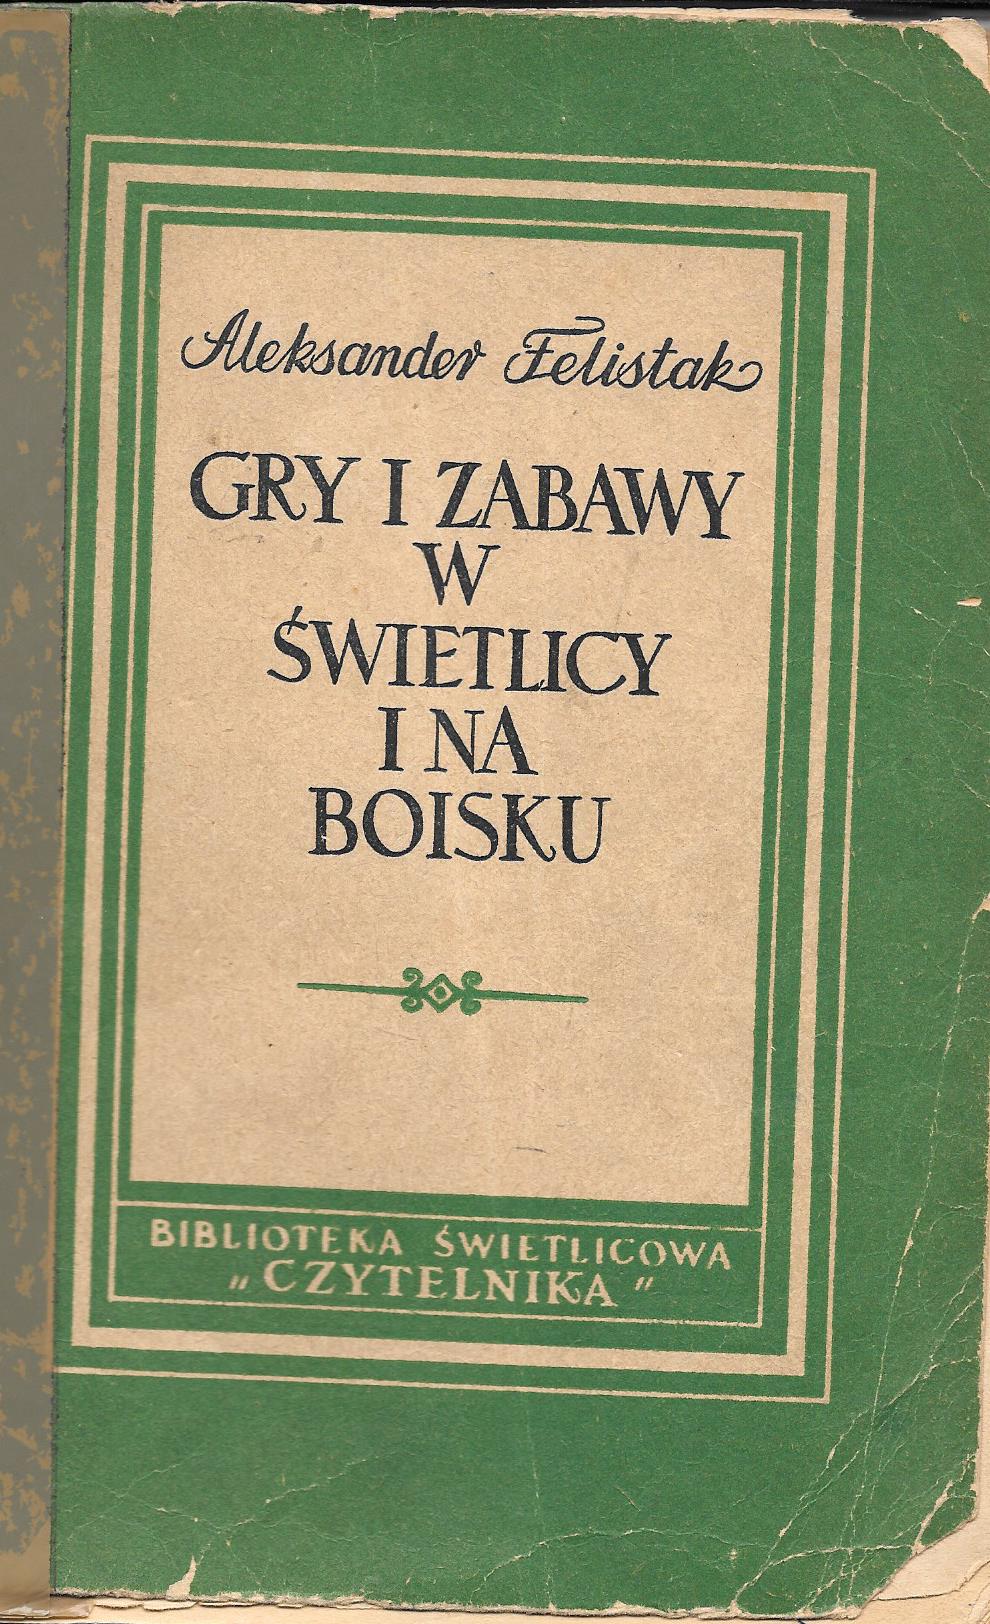 Aleksander Felistak
GRY I ZABAWY
W
ŚWIETLICY
I NA
BOISKU
BIBLIOTEKA ŚWIETLICOWA
„CZYTELNIKA"